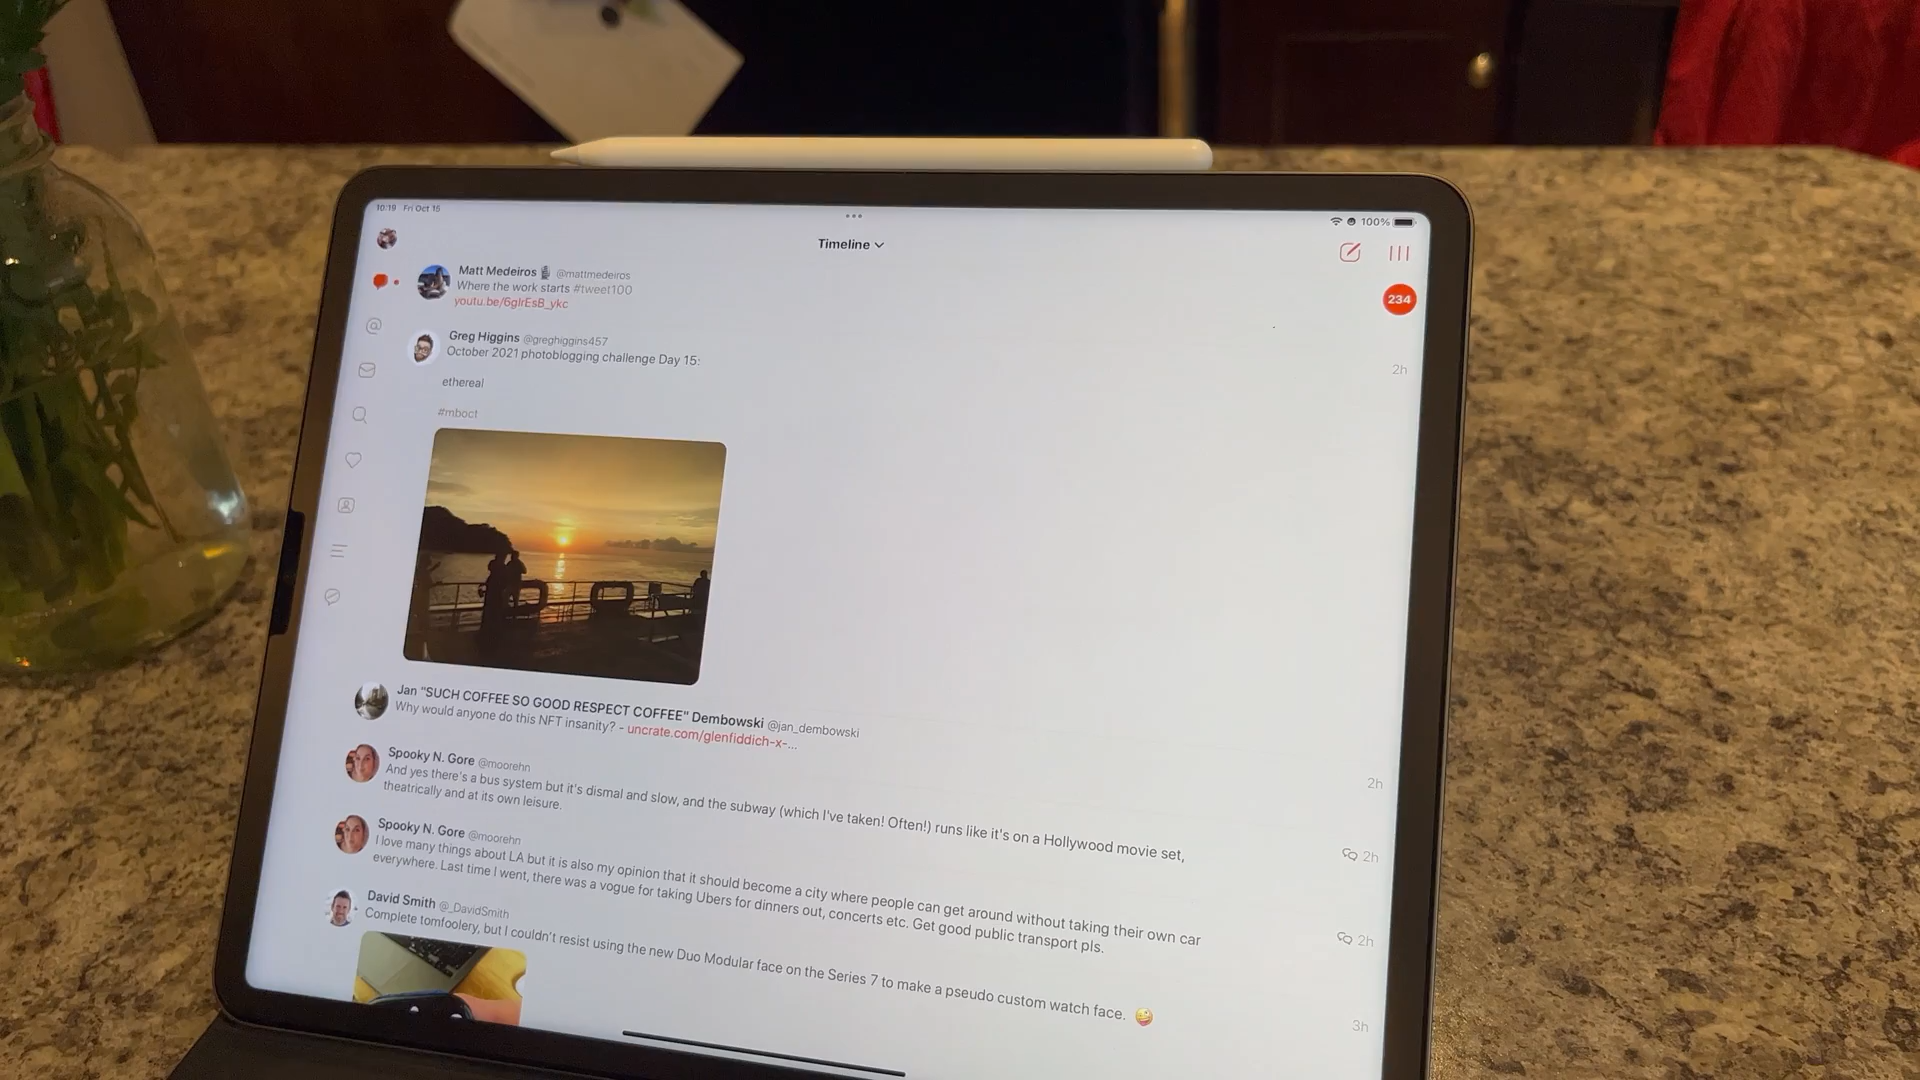 10:19 Fri Oct 15
100%
Timeline
Matt Medeiros @mattmedeiros
Where the work starts #tweet100
youtu.be/6glrEsB_ykc
234
Greg Higgins @greghiggins457
October 2021 photoblogging challenge Day 15:
2h
ethereal
#mboct
Jan "SUCH COFFEE SO GOOD RESPECT COFFEE" Dembowski @jan_dembowski
Why would anyone do this NFT insanity? - uncrate.com/glenfiddich-x-...
2h
Spooky N. Gore @moorehn
And yes there's a bus system but it's dismal and slow, and the subway (which I've taken! Often!) runs like it's on a Hollywood movie set,
theatrically and at its own leisure.
2h
Spooky N. Gore @moorehn
I love many things about LA but it is also my opinion that it should become a city where people can get around without taking their own car
everywhere. Last time I went, there was a vogue for taking Ubers for dinners out, concerts etc. Get good public transport pls.
2h
David Smith @_DavidSmith
Complete tomfoolery, but I couldn't resist using the new Duo Modular face on the Series 7 to make a pseudo custom watch face. 🤪
3h